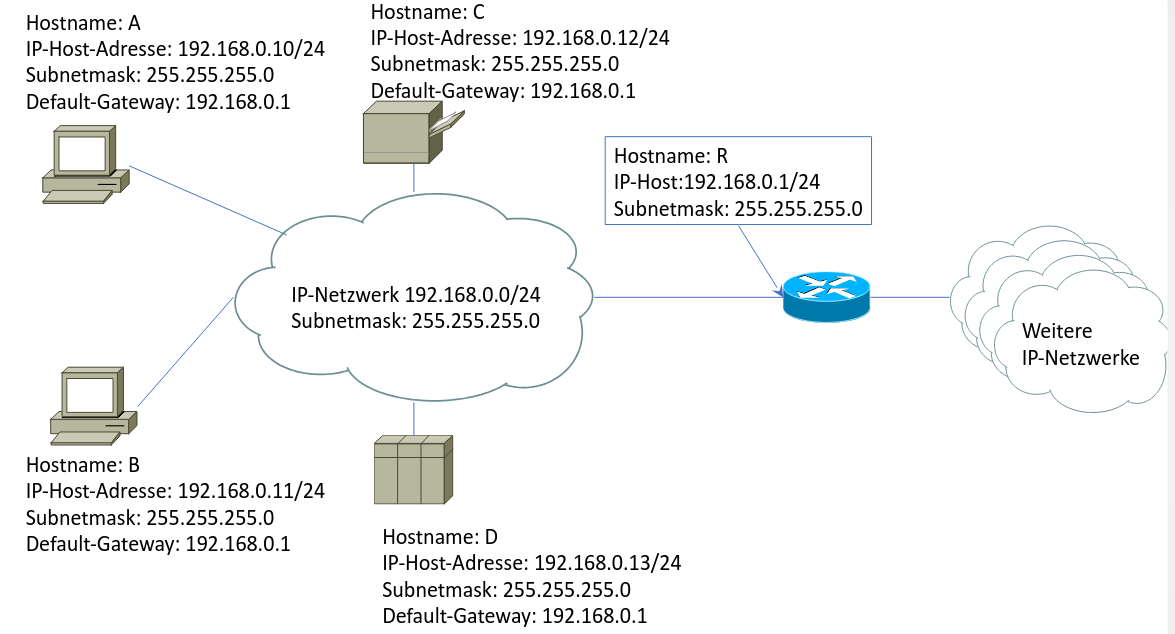 Hostname: A
IP-Host-Adresse: 192.168.0.10/24
Subnetmask: 255.255.255.0
Default-Gateway: 192.168.0.1
Hostname: C
IP-Host-Adresse: 192.168.0.12/24
Subnetmask: 255.255.255.0
Default-Gateway: 192.168.0.1
Hostname: R
IP-Host:192.168.0.1/24
Subnetmask: 255.255.255.0
IP-Netzwerk 192.168.0.0/24
Subnetmask: 255.255.255.0
Weitere
IP-Netzwerke
Hostname: B
IP-Host-Adresse: 192.168.0.11/24
Subnetmask: 255.255.255.0
Default-Gateway: 192.168.0.1
Hostname: D
IP-Host-Adresse: 192.168.0.13/24
Subnetmask: 255.255.255.0
Default-Gateway: 192.168.0.1